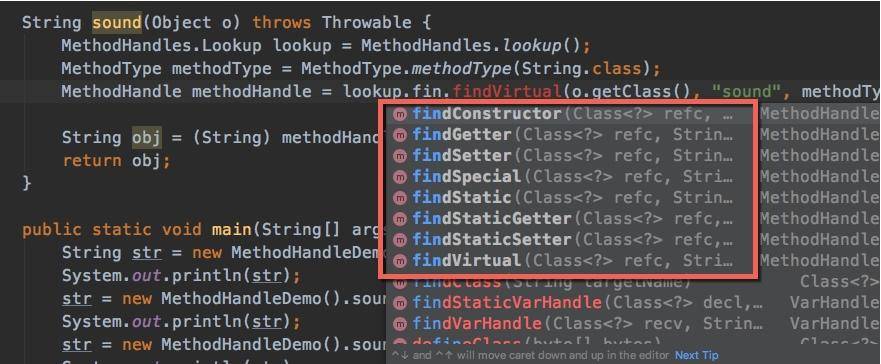 String sound(Object o) throws Throwable {
MethodHandles.Lookup lookup = MethodHandles.lookup();
MethodType methodType = MethodType.methodType(String.class);
MethodHandle methodHandle = lookup.fin.findVirtual(o.getClass(), "sound", methodTy
findConstructor(Class<?> refc, … MethodHandle
findGetter(Class<?> refc, Strin… MethodHandle
String obj = (String) methodHa findSetter(Class<?> refc, Strin… MethodHandle
return obj; findSpecial(Class<?> refc, Stri… MethodHandle
} findStatic(Class<?> refc, Strin… MethodHandle
findStaticGetter(Class<?> refc,… MethodHandle
public static void main(String[] arg findStaticSetter(Class<?> refc,… MethodHandle
String str = new MethodHandleDem findVirtual(Class<?> refc, Stri… MethodHandle
System.out.println(str); findClass(String targetName) Class<?>
str = new MethodHandleDemo().sou findStaticVarHandle(Class<?> decl,… VarHandle
System.out.println(str); findVarHandle(Class<?> recv, Strin… VarHandle
str = new MethodHandleDemo().sou defineClass(byte[] bytes) Class<?>
^↓ and ^↑ will move caret down and up in the editor Next Tip